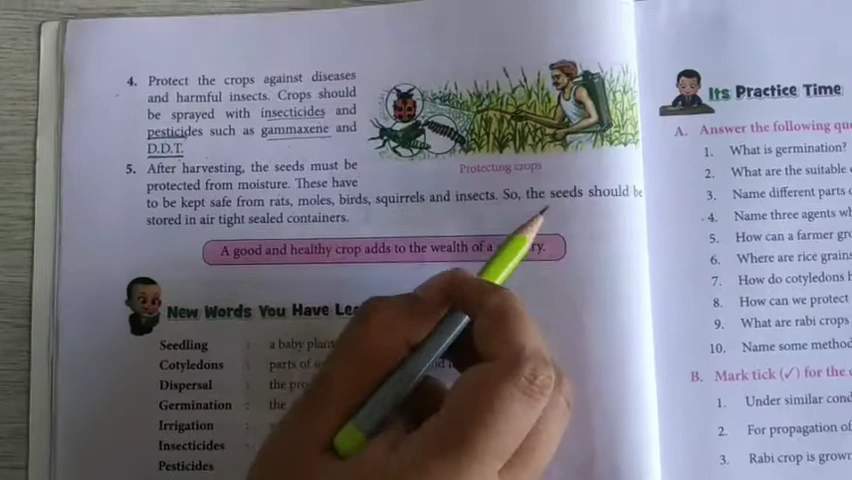 4. Protect the crops against diseases
and harmful insects. Crops should
be sprayed with insecticides and
pesticides such as gammaxene and
D.D.T.
Protecting crops
5. After harvesting, the seeds must be
protected from moisture. These have
to be kept safe from rats, moles, birds, squirrels and insects. So, the seeds should be
stored in air tight sealed containers.
A good and healthy crop adds to the wealth of a
New Words You Have
Seedling : a baby plant
Cotyledons : parts of
Dispersal : the
Germination : the
Irrigation :
Insecticides :
Pesticides
Its Practice Time
A. Answer the following
1. What is germination?
2. What are the suitable
3. Name different parts
4. Name three agents
5. How can a farmer
6. Where are rice grains
7. How do cotyledons
8. How can we protect
9. What are rabi crops
10. Name some
B. Mark tick (✓) for the
1. Under similar
2. For propagation of
3. Rabi crop is grown